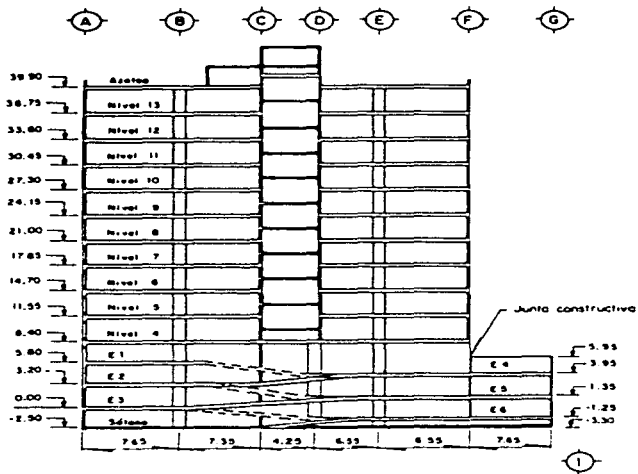 A B C D E F G
39.90 Azotea
36.75 Nivel 13
33.60 Nivel 12
30.45 Nivel 11
27.30 Nivel 10
24.15 Nivel 9
21.00 Nivel 8
17.85 Nivel 7
14.70 Nivel 6
11.55 Nivel 5
Junta constructiva
8.40 Nivel 4
5.80 E 1 5.95
E 4 3.95
3.20 E 2
E 5 1.35
0.00 E 3
E 6 -1.25
-2.50 Sótano -3.30
7.65 7.35 4.25 6.55 6.55 7.65
1